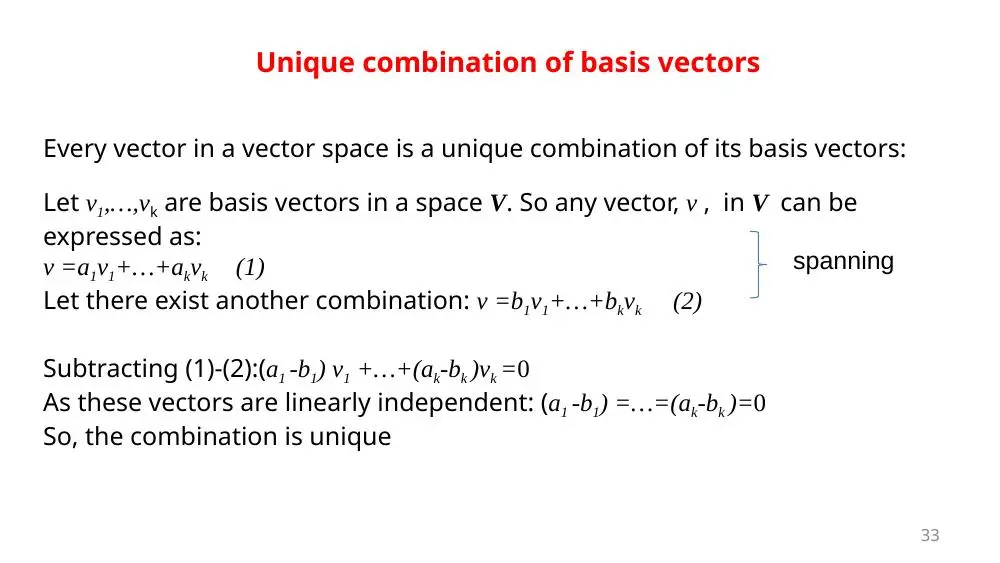 Unique combination of basis vectors
Every vector in a vector space is a unique combination of its basis vectors:
Let v₁,…,vₖ are basis vectors in a space V. So any vector, v , in V can be
expressed as:
v =a₁v₁+…+aₖvₖ (1)
spanning
Let there exist another combination: v =b₁v₁+…+bₖvₖ (2)
Subtracting (1)-(2):(a₁ -b₁) v₁ +…+(aₖ-bₖ)vₖ =0
As these vectors are linearly independent: (a₁ -b₁) =…=(aₖ-bₖ)=0
So, the combination is unique
33